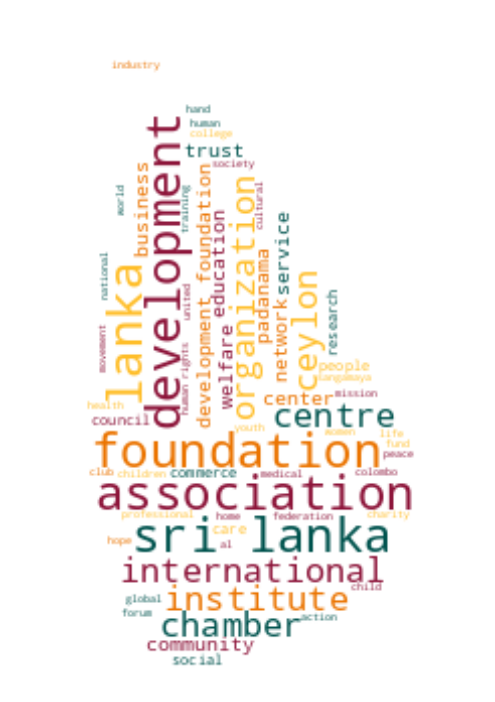 industry
hand
human
college
trust
society
development
business
world
training
development foundation
education
organization
cultural
service
padanama
lanka
national
united
human rights
movement
welfare
network
ceylon
research
people
sangamaya
mission
center
health
council
centre
youth
women
life
fund
foundation
peace
club
children
commerce
medical
colombo
association
professional
home
federation
charity
care
sri lanka
hope
al
international
child
global
institute
forum
chamber
action
community
social